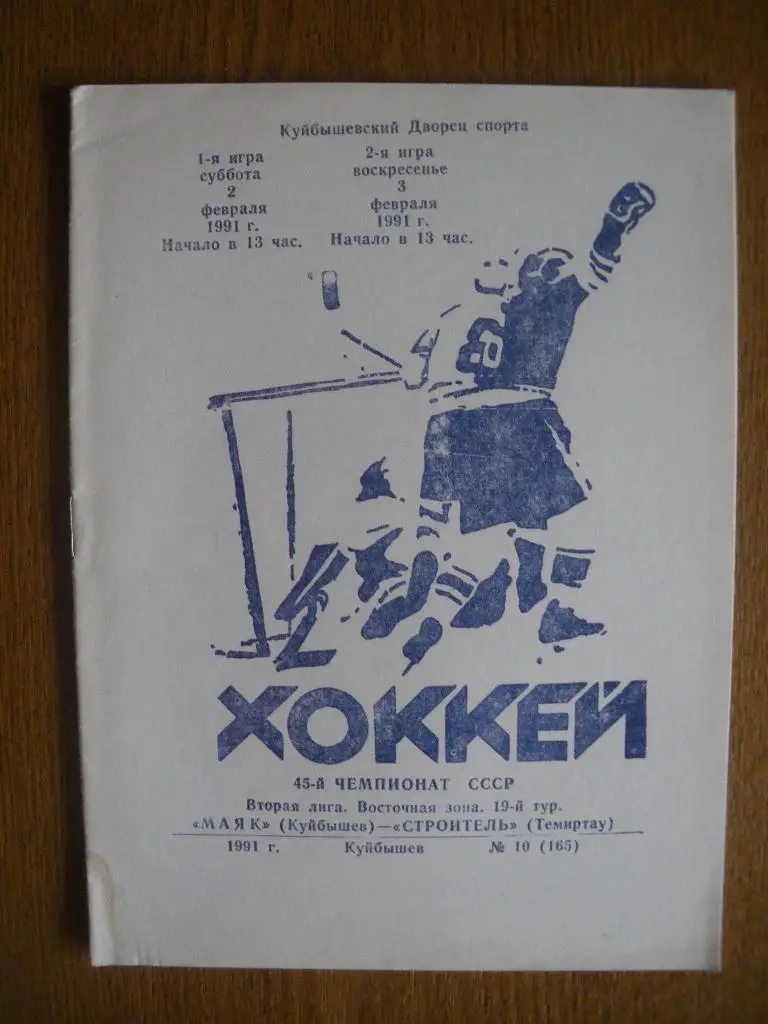 Куйбышевский Дворец спорта
1-я игра
суббота
2
февраля
1991 г.
Начало в 13 час.
2-я игра
воскресенье
3
февраля
1991 г.
Начало в 13 час.
8
ХОККЕЙ
45-й ЧЕМПИОНАТ СССР
Вторая лига. Восточная зона. 19-й тур.
«МАЯК» (Куйбышев)—«СТРОИТЕЛЬ» (Темиртау)
1991 г. Куйбышев № 10 (165)